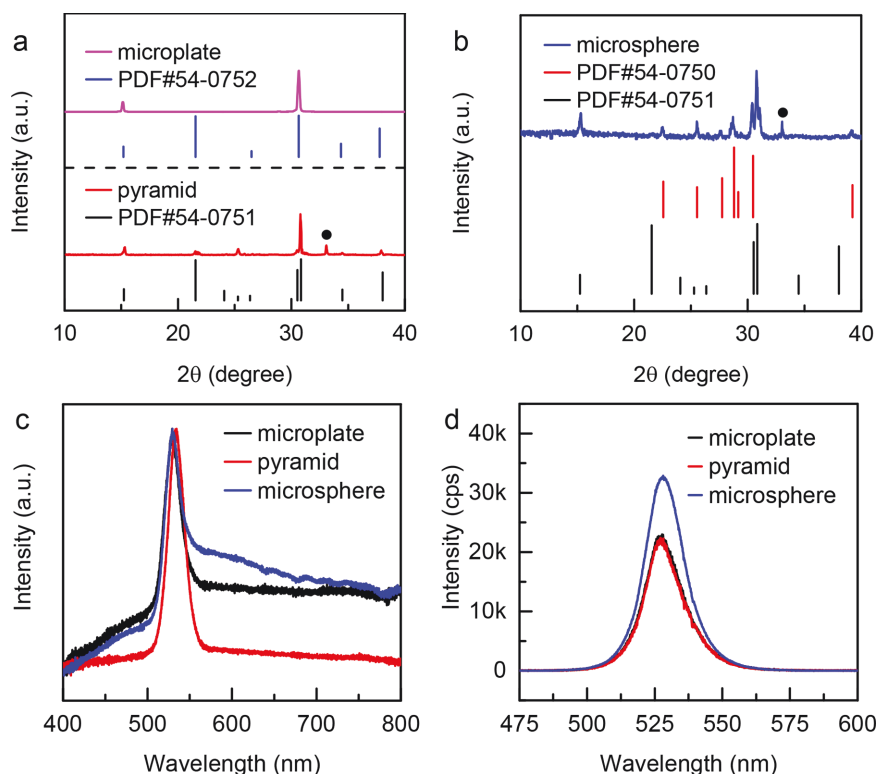 a
microplate
PDF#54-0752
pyramid
PDF#54-0751
Intensity (a.u.)
10 20 30 40
2θ (degree)
b
microsphere
PDF#54-0750
PDF#54-0751
Intensity (a.u.)
10 20 30 40
2θ (degree)
c
microplate
pyramid
microsphere
Intensity (a.u.)
400 500 600 700 800
Wavelength (nm)
d
microplate
pyramid
microsphere
Intensity (cps)
40k
30k
20k
10k
0
475 500 525 550 575 600
Wavelength (nm)